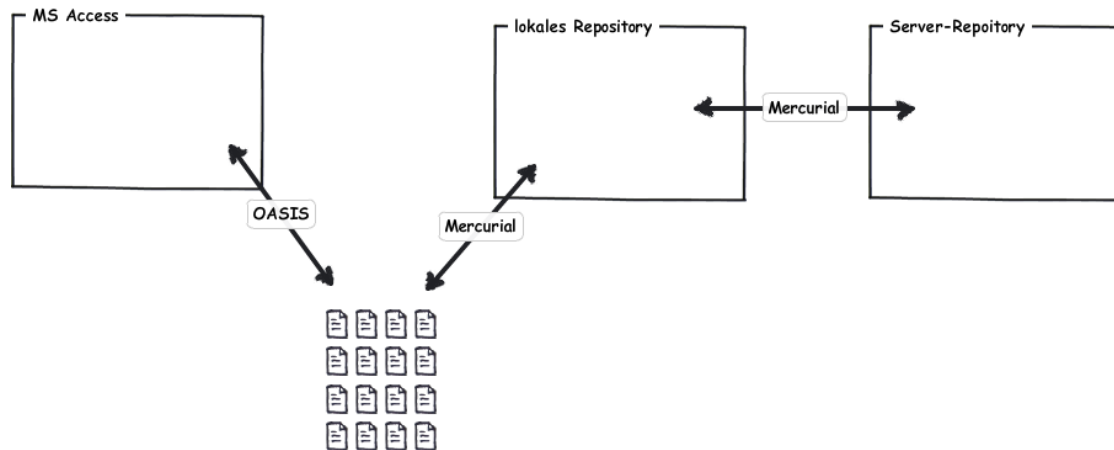 MS Access
lokales Repository
Server-Repoitory
Mercurial
OASIS
Mercurial